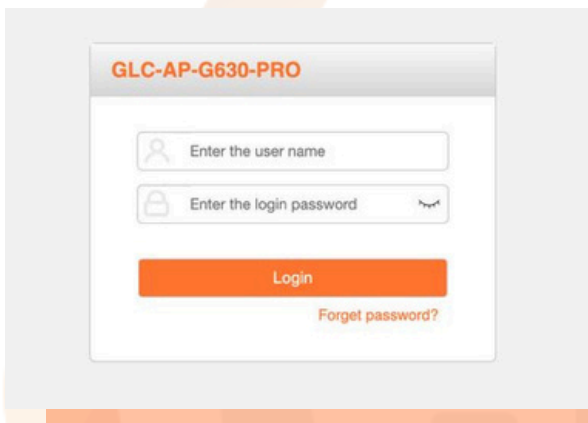 GLC-AP-G630-PRO
Enter the user name
Enter the login password
Login
Forget password?